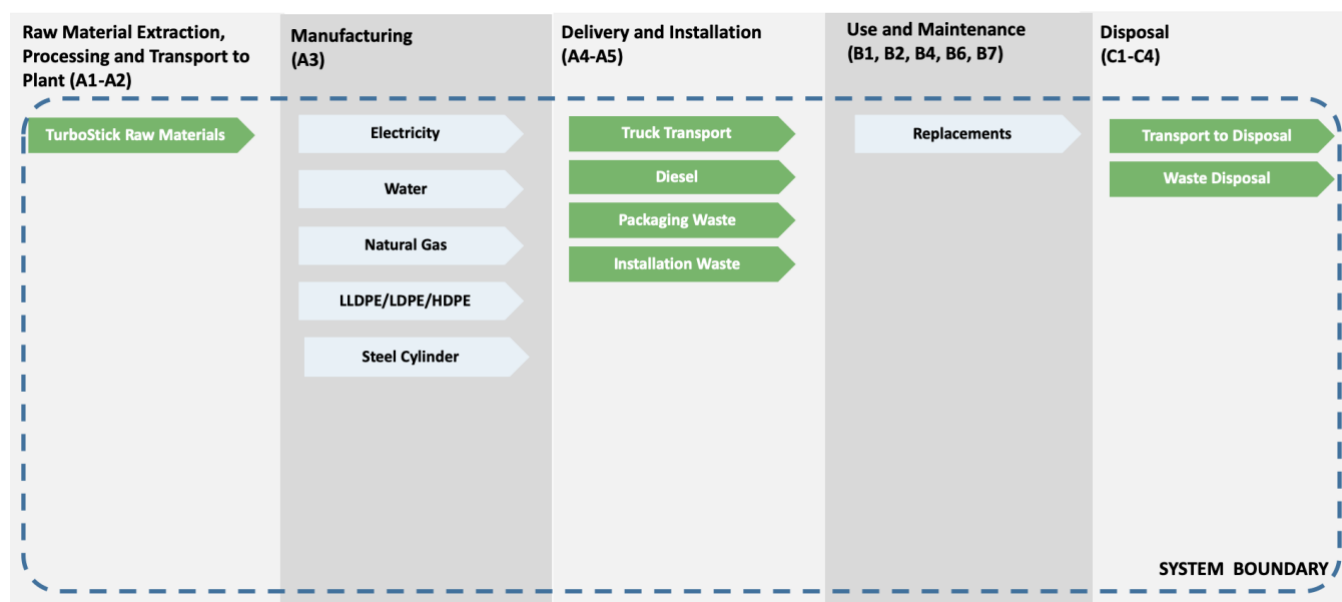 Raw Material Extraction,
Processing and Transport to
Plant (A1-A2)
TurboStick Raw Materials
Manufacturing
(A3)
Electricity
Water
Natural Gas
LLDPE/LDPE/HDPE
Steel Cylinder
Delivery and Installation
(A4-A5)
Truck Transport
Diesel
Packaging Waste
Installation Waste
Use and Maintenance
(B1, B2, B4, B6, B7)
Replacements
Disposal
(C1-C4)
Transport to Disposal
Waste Disposal
SYSTEM BOUNDARY